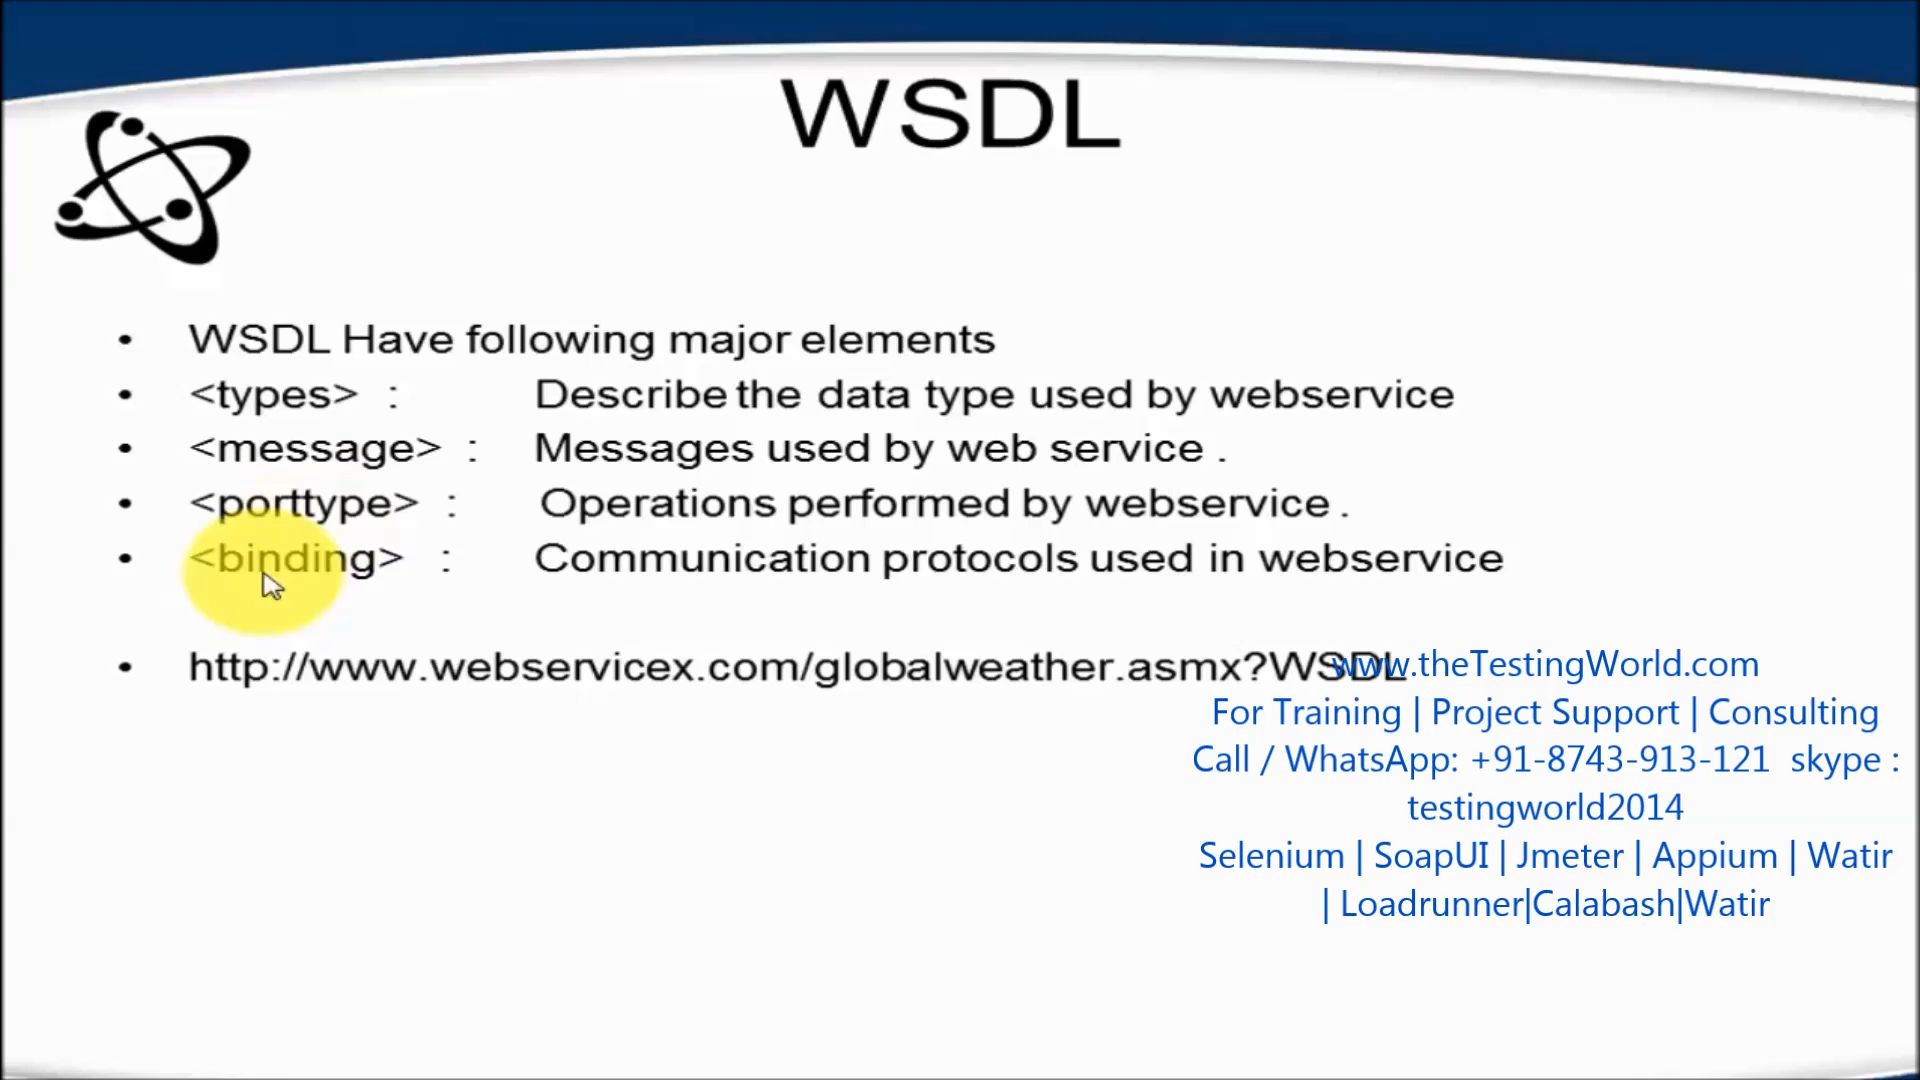 WSDL
• WSDL Have following major elements
• <types> : Describe the data type used by webservice
• <message> : Messages used by web service .
• <porttype> : Operations performed by webservice .
• <binding> : Communication protocols used in webservice
• http://www.webservicex.com/globalweather.asmx?WSDL
www.theTestingWorld.com
For Training | Project Support | Consulting
Call / WhatsApp: +91-8743-913-121 skype :
testingworld2014
Selenium | SoapUI | Jmeter | Appium | Watir
| Loadrunner|Calabash|Watir